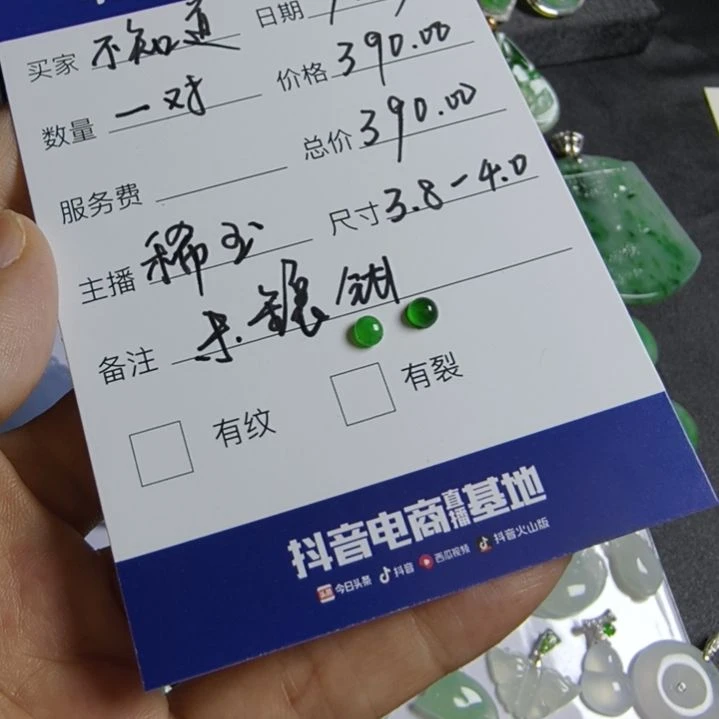 买家 不知道 日期
数量 一对 价格 390.00
服务费 总价 390.00
主播 稀玉 尺寸 3.8-4.0
备注 未.镶
有纹 有裂
抖音电商直播基地
头条 今日头条 抖音 西瓜视频 抖音火山版